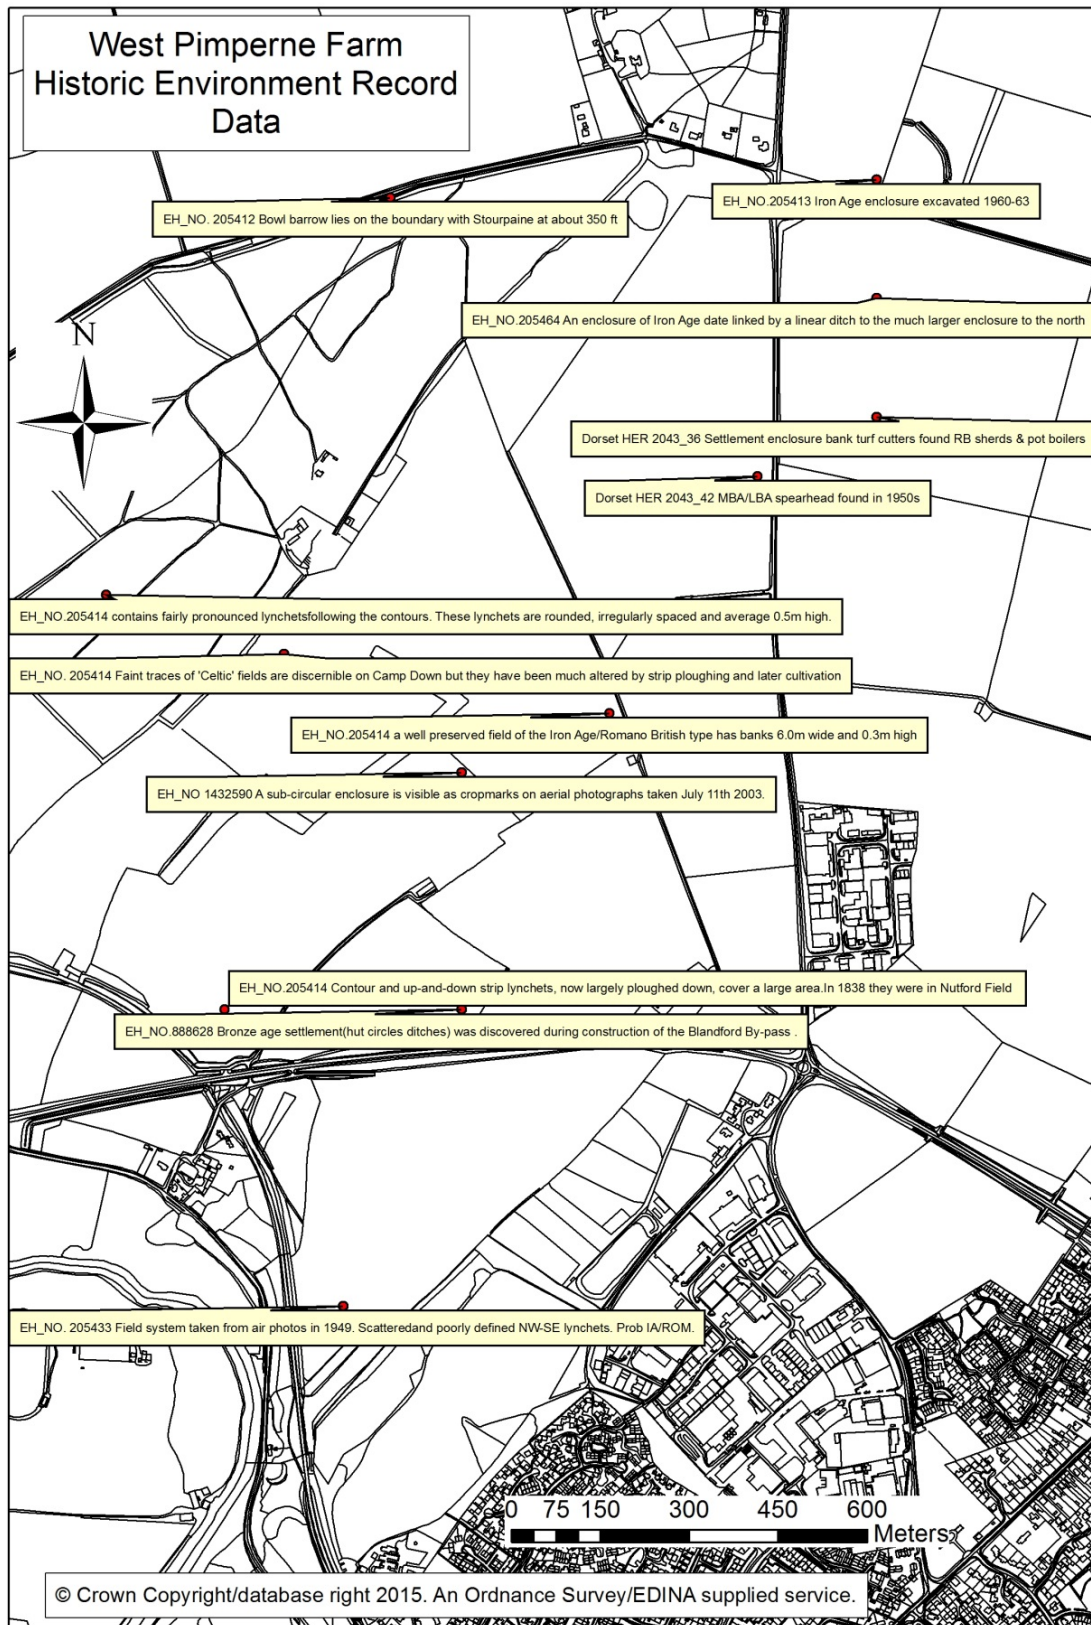 West Pimperne Farm
Historic Environment Record
Data
EH_NO.205413 Iron Age enclosure excavated 1960-63
EH_NO. 205412 Bowl barrow lies on the boundary with Stourpaine at about 350 ft
EH_NO.205464 An enclosure of Iron Age date linked by a linear ditch to the much larger enclosure to the north
N
Dorset HER 2043_36 Settlement enclosure bank turf cutters found RB sherds & pot boilers
Dorset HER 2043_42 MBA/LBA spearhead found in 1950s
EH_NO.205414 contains fairly pronounced lynchetsfollowing the contours. These lynchets are rounded, irregularly spaced and average 0.5m high.
EH_NO. 205414 Faint traces of 'Celtic' fields are discernible on Camp Down but they have been much altered by strip ploughing and later cultivation
EH_NO.205414 a well preserved field of the Iron Age/Romano British type has banks 6.0m wide and 0.3m high
EH_NO 1432590 A sub-circular enclosure is visible as cropmarks on aerial photographs taken July 11th 2003.
EH_NO.205414 Contour and up-and-down strip lynchets, now largely ploughed down, cover a large area.In 1838 they were in Nutford Field
EH_NO.888628 Bronze age settlement(hut circles ditches) was discovered during construction of the Blandford By-pass .
EH_NO. 205433 Field system taken from air photos in 1949. Scatteredand poorly defined NW-SE lynchets. Prob IA/ROM.
0 75 150 300 450 600
Meters
© Crown Copyright/database right 2015. An Ordnance Survey/EDINA supplied service.